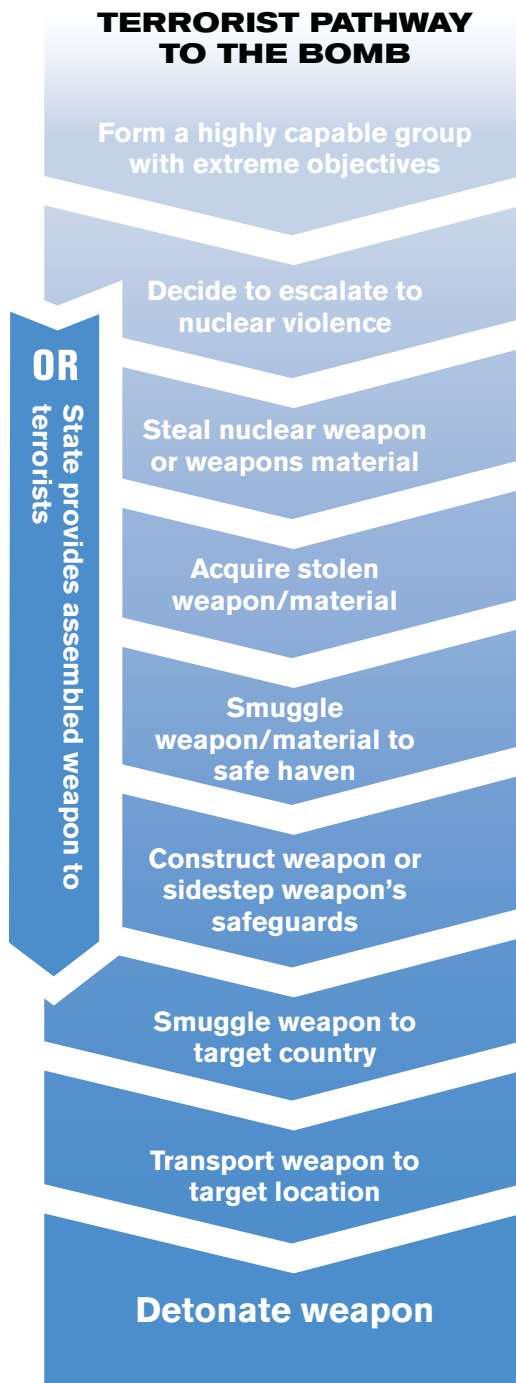 TERRORIST PATHWAY
TO THE BOMB
Form a highly capable group
with extreme objectives
Decide to escalate to
nuclear violence
OR
State provides assembled weapon to
terrorists
Steal nuclear weapon
or weapons material
Acquire stolen
weapon/material
Smuggle
weapon/material to
safe haven
Construct weapon or
sidestep weapon’s
safeguards
Smuggle weapon to
target country
Transport weapon to
target location
Detonate weapon